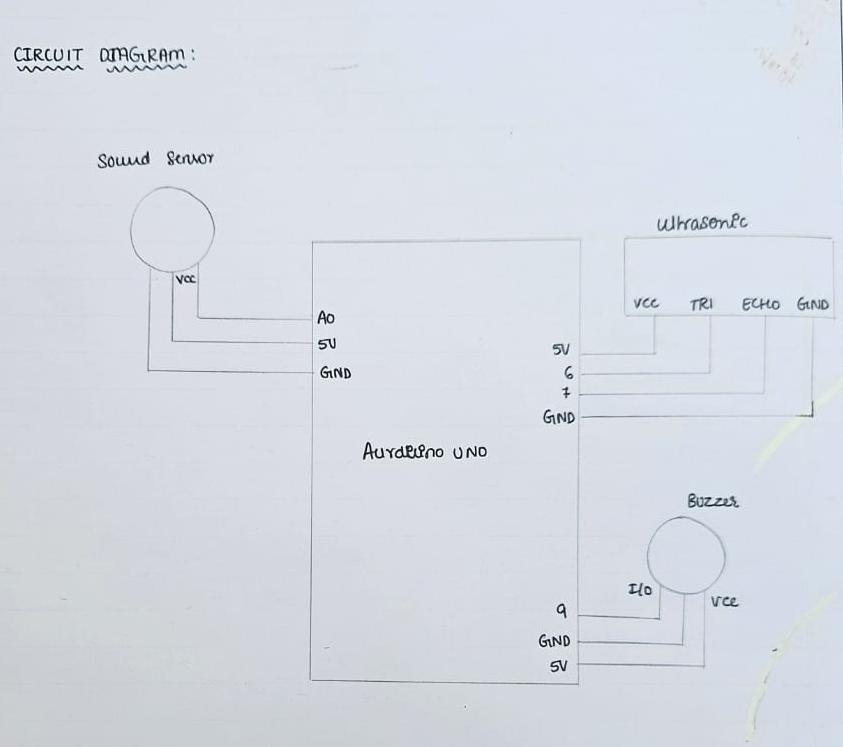 CIRCUIT DIAGRAM:
Sound Sensor
VCC
A0
5V
GND
Ultrasonic
VCC TRI ECHO GND
5V
6
7
GND
Aurduino UNO
Buzzer
I/O
VCC
9
GND
5V